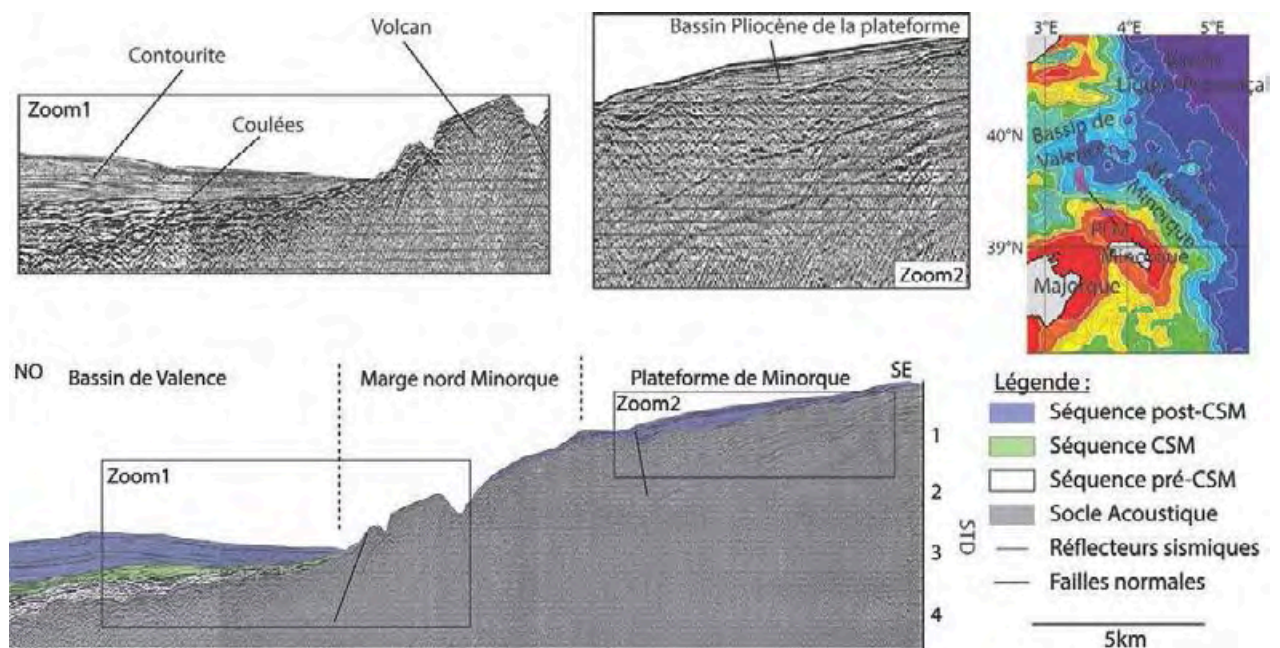 Volcan
Contourite
Zoom1
Coulées
Bassin Pliocène de la plateforme
Zoom2
3°E 4°E 5°E
40°N
39°N
Bassin de
Valence
Minorque
PCM
Minorque
Majorque
NO
Bassin de Valence
Marge nord Minorque
Plateforme de Minorque
SE
Zoom1
Zoom2
1
2
3
4
STD
Légende :
Séquence post-CSM
Séquence CSM
Séquence pré-CSM
Socle Acoustique
Réflecteurs sismiques
Failles normales
5km